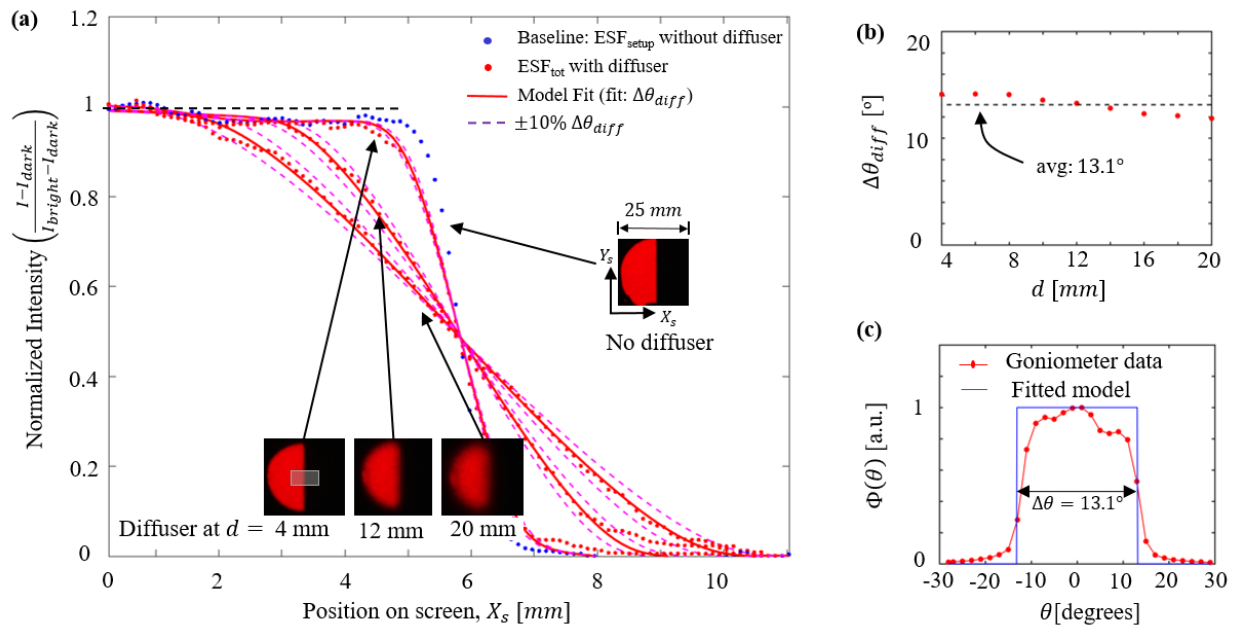 (a)
1.2
1
0.8
0.6
0.4
0.2
0
Normalized Intensity (I−I_dark / I_bright−I_dark)
Baseline: ESF_setup without diffuser
ESF_tot with diffuser
Model Fit (fit: Δθ_diff)
±10% Δθ_diff
25 mm
Y_s
X_s
No diffuser
Diffuser at d = 4 mm 12 mm 20 mm
0 2 4 6 8 10
Position on screen, X_s [mm]
(b)
20
10
0
Δθ_diff [°]
avg: 13.1°
4 8 12 16 20
d [mm]
(c)
Goniometer data
Fitted model
1
0
Φ(θ) [a.u.]
Δθ = 13.1°
-30 -20 -10 0 10 20 30
θ[degrees]